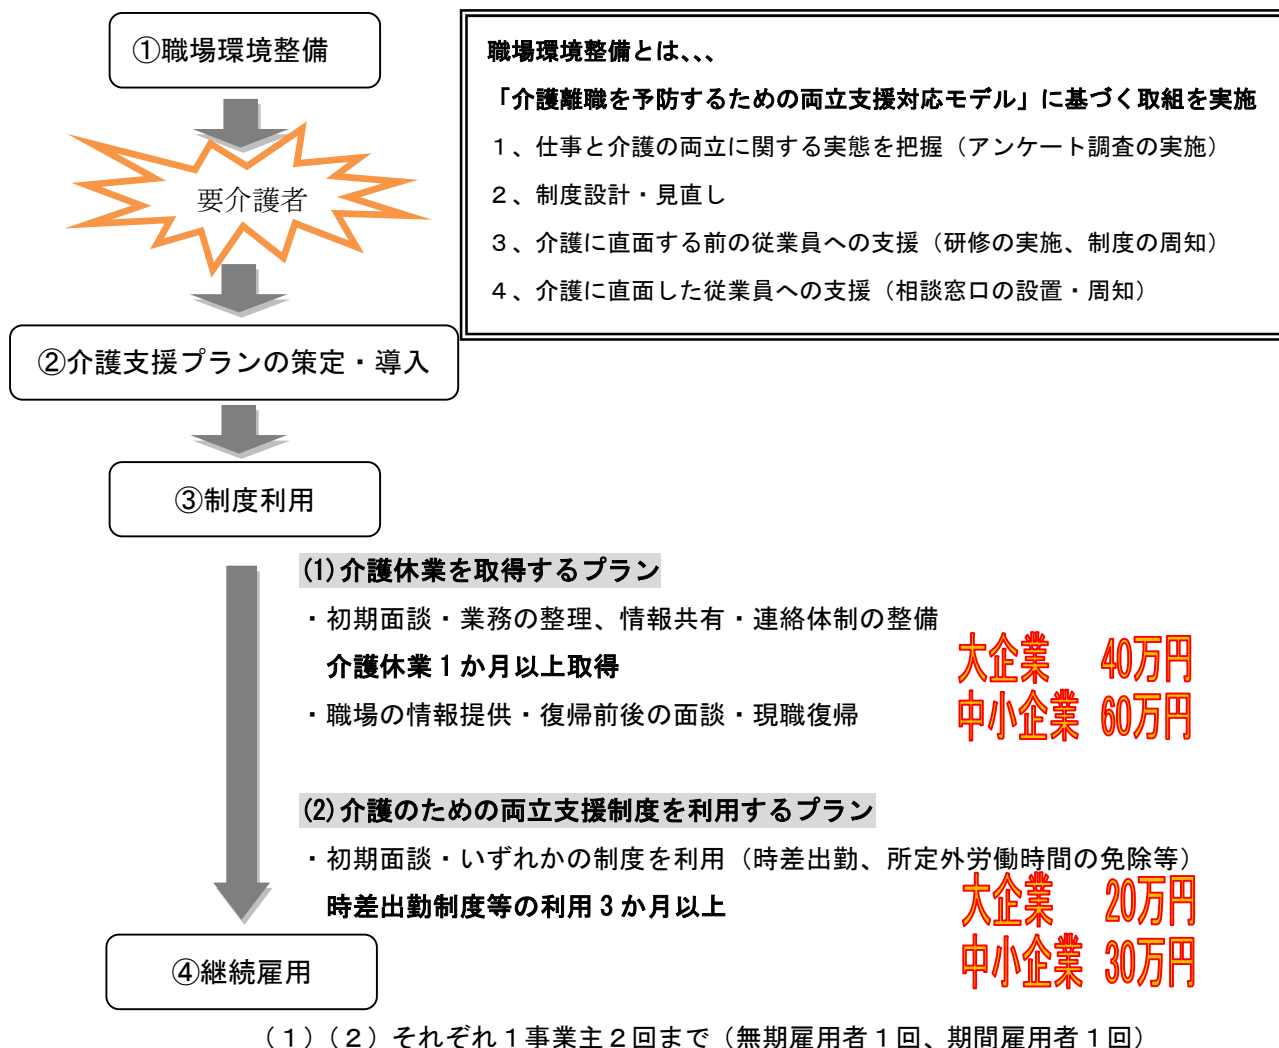 ①職場環境整備
職場環境整備とは、、、
「介護離職を予防するための両立支援対応モデル」に基づく取組を実施
１、仕事と介護の両立に関する実態を把握（アンケート調査の実施）
２、制度設計・見直し
３、介護に直面する前の従業員への支援（研修の実施、制度の周知）
４、介護に直面した従業員への支援（相談窓口の設置・周知）
要介護者
②介護支援プランの策定・導入
③制度利用
(1)介護休業を取得するプラン
・初期面談・業務の整理、情報共有・連絡体制の整備
介護休業１か月以上取得
・職場の情報提供・復帰前後の面談・現職復帰
大企業 40万円
中小企業 60万円
(2)介護のための両立支援制度を利用するプラン
・初期面談・いずれかの制度を利用（時差出勤、所定外労働時間の免除等）
時差出勤制度等の利用３か月以上
大企業 20万円
中小企業 30万円
④継続雇用
（１）（２）それぞれ１事業主２回まで（無期雇用者１回、期間雇用者１回）